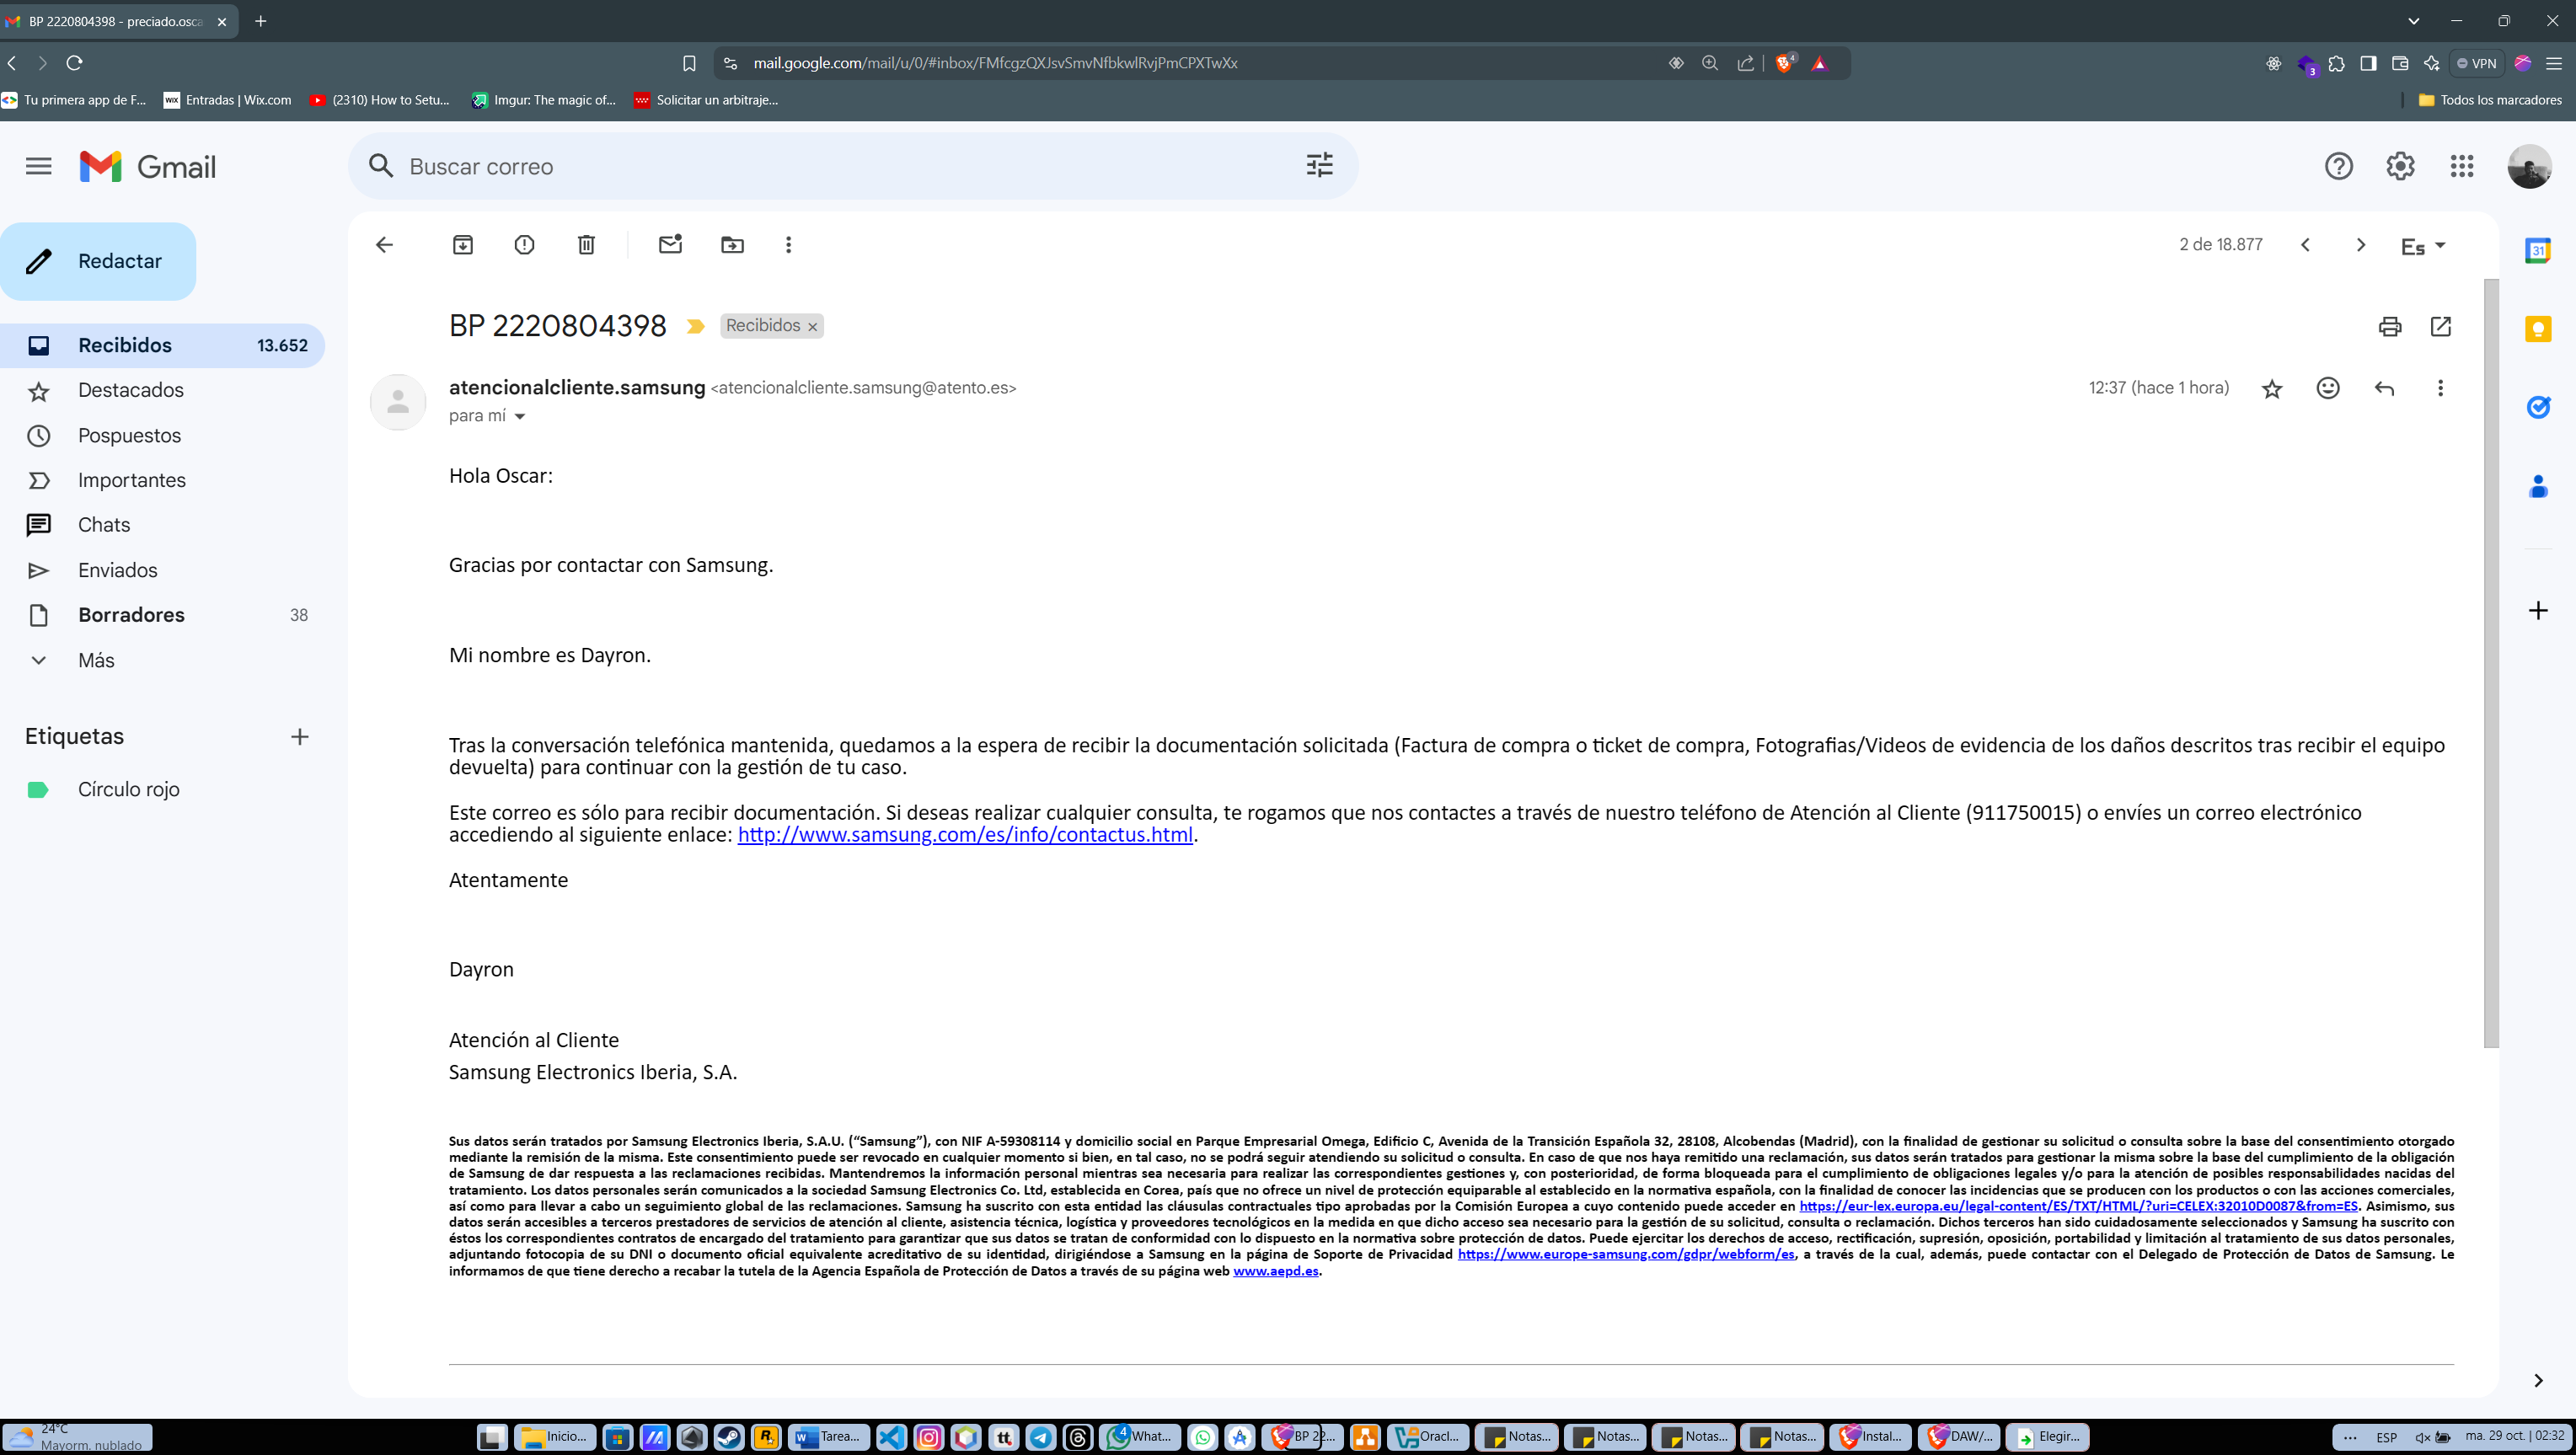 BP 2220804398 - preciado.osca
mail.google.com/mail/u/0/#inbox/FMfcgzQXJsvSmvNfbkwlRvjPmCPXTwXx
4
3
VPN
Tu primera app de F...
WIX
Entradas | Wix.com
(2310) How to Setu...
Imgur: The magic of...
Solicitar un arbitraje...
Todos los marcadores
Gmail
Buscar correo
Redactar
2 de 18.877
Es
31
BP 2220804398
Recibidos
Recibidos
13.652
Destacados
Pospuestos
Importantes
Chats
Enviados
Borradores
38
Más
Etiquetas
Círculo rojo
atencionalcliente.samsung <atencionalcliente.samsung@atento.es>
12:37 (hace 1 hora)
para mí
Hola Oscar:
Gracias por contactar con Samsung.
Mi nombre es Dayron.
Tras la conversación telefónica mantenida, quedamos a la espera de recibir la documentación solicitada (Factura de compra o ticket de compra, Fotografias/Videos de evidencia de los daños descritos tras recibir el equipo
devuelta) para continuar con la gestión de tu caso.
Este correo es sólo para recibir documentación. Si deseas realizar cualquier consulta, te rogamos que nos contactes a través de nuestro teléfono de Atención al Cliente (911750015) o envíes un correo electrónico
accediendo al siguiente enlace: http://www.samsung.com/es/info/contactus.html.
Atentamente
Dayron
Atención al Cliente
Samsung Electronics Iberia, S.A.
Sus datos serán tratados por Samsung Electronics Iberia, S.A.U. (“Samsung”), con NIF A-59308114 y domicilio social en Parque Empresarial Omega, Edificio C, Avenida de la Transición Española 32, 28108, Alcobendas (Madrid), con la finalidad de gestionar su solicitud o consulta sobre la base del consentimiento otorgado
mediante la remisión de la misma. Este consentimiento puede ser revocado en cualquier momento si bien, en tal caso, no se podrá seguir atendiendo su solicitud o consulta. En caso de que nos haya remitido una reclamación, sus datos serán tratados para gestionar la misma sobre la base del cumplimiento de la obligación
de Samsung de dar respuesta a las reclamaciones recibidas. Mantendremos la información personal mientras sea necesaria para realizar las correspondientes gestiones y, con posterioridad, de forma bloqueada para el cumplimiento de obligaciones legales y/o para la atención de posibles responsabilidades nacidas del
tratamiento. Los datos personales serán comunicados a la sociedad Samsung Electronics Co. Ltd, establecida en Corea, país que no ofrece un nivel de protección equiparable al establecido en la normativa española, con la finalidad de conocer las incidencias que se producen con los productos o con las acciones comerciales,
así como para llevar a cabo un seguimiento global de las reclamaciones. Samsung ha suscrito con esta entidad las cláusulas contractuales tipo aprobadas por la Comisión Europea a cuyo contenido puede acceder en https://eur-lex.europa.eu/legal-content/ES/TXT/HTML/?uri=CELEX:32010D0087&from=ES. Asimismo, sus
datos serán accesibles a terceros prestadores de servicios de atención al cliente, asistencia técnica, logística y proveedores tecnológicos en la medida en que dicho acceso sea necesario para la gestión de su solicitud, consulta o reclamación. Dichos terceros han sido cuidadosamente seleccionados y Samsung ha suscrito con
éstos los correspondientes contratos de encargado del tratamiento para garantizar que sus datos se tratan de conformidad con lo dispuesto en la normativa sobre protección de datos. Puede ejercitar los derechos de acceso, rectificación, supresión, oposición, portabilidad y limitación al tratamiento de sus datos personales,
adjuntando fotocopia de su DNI o documento oficial equivalente acreditativo de su identidad, dirigiéndose a Samsung en la página de Soporte de Privacidad https://www.europe-samsung.com/gdpr/webform/es, a través de la cual, además, puede contactar con el Delegado de Protección de Datos de Samsung. Le
informamos de que tiene derecho a recabar la tutela de la Agencia Española de Protección de Datos a través de su página web www.aepd.es.
24°C
Mayorm. nublado
Inicio...
Tarea...
4
What...
BP 22...
Oracl...
Notas...
Notas...
Notas...
Notas...
Instal...
DAW/...
Elegir...
ESP
ma. 29 oct. | 02:32